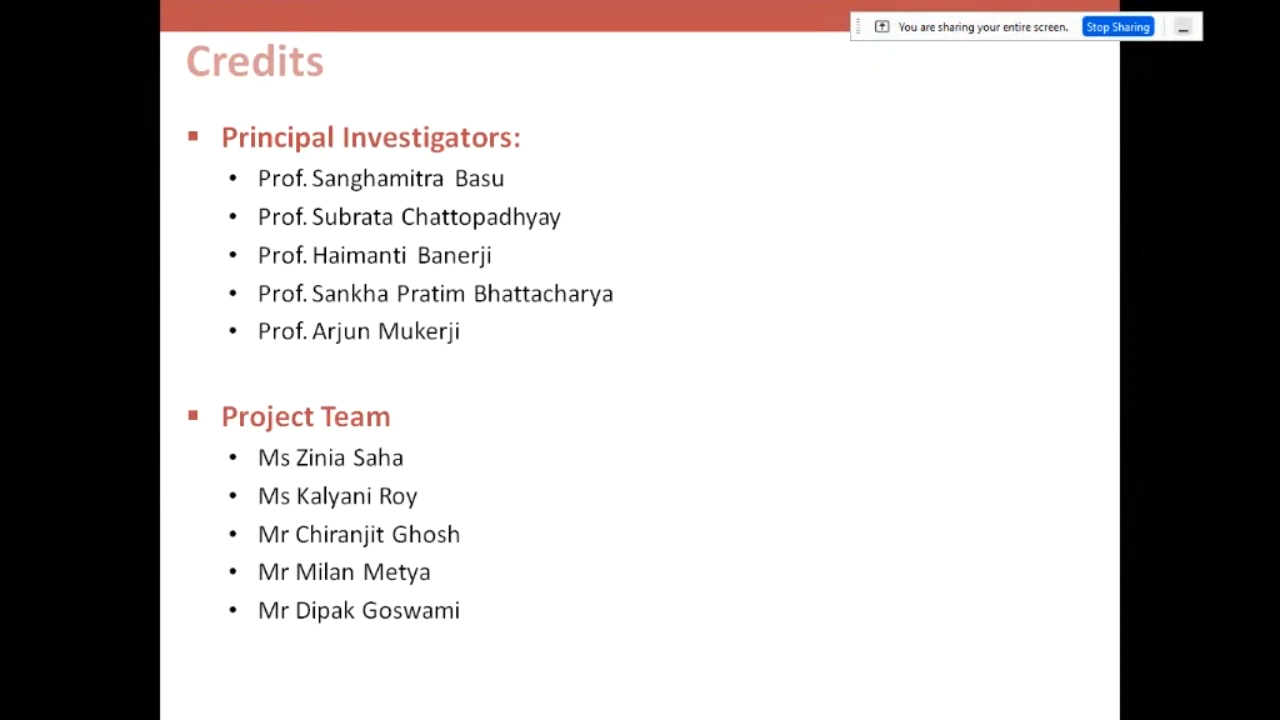 You are sharing your entire screen. Stop Sharing
Credits
▪ Principal Investigators:
• Prof. Sanghamitra Basu
• Prof. Subrata Chattopadhyay
• Prof. Haimanti Banerji
• Prof. Sankha Pratim Bhattacharya
• Prof. Arjun Mukerji
▪ Project Team
• Ms Zinia Saha
• Ms Kalyani Roy
• Mr Chiranjit Ghosh
• Mr Milan Metya
• Mr Dipak Goswami